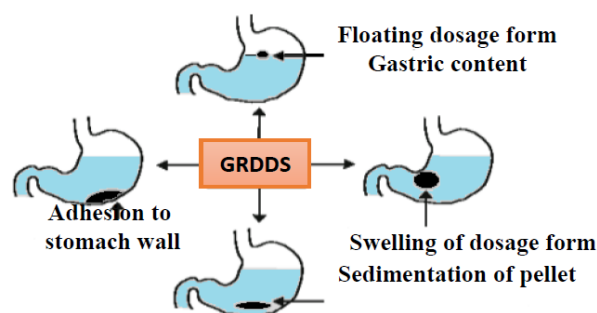 Floating dosage form
Gastric content
GRDDS
Adhesion to
stomach wall
Swelling of dosage form
Sedimentation of pellet